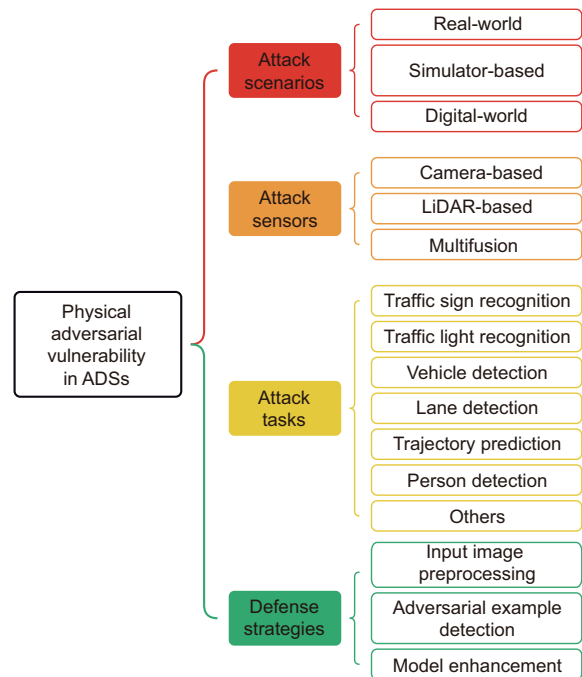 Physical
adversarial
vulnerability
in ADSs
Attack
scenarios
Real-world
Simulator-based
Digital-world
Attack
sensors
Camera-based
LiDAR-based
Multifusion
Attack
tasks
Traffic sign recognition
Traffic light recognition
Vehicle detection
Lane detection
Trajectory prediction
Person detection
Others
Defense
strategies
Input image
preprocessing
Adversarial example
detection
Model enhancement